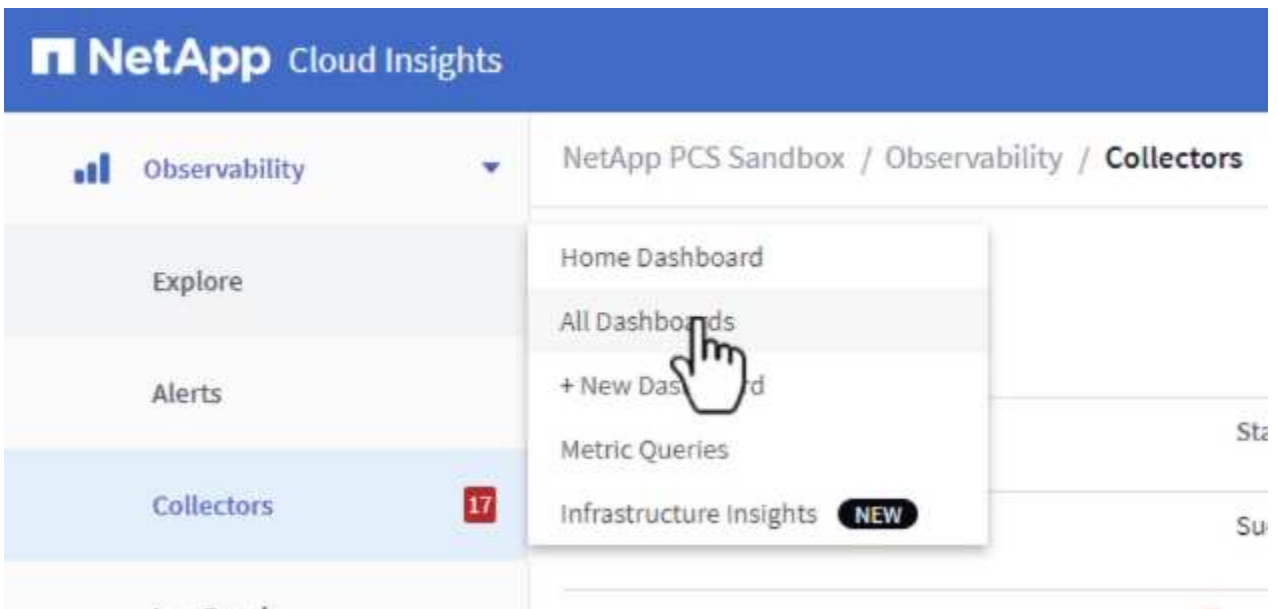 NetApp Cloud Insights
Observability
NetApp PCS Sandbox / Observability / Collectors
Explore
Home Dashboard
All Dashboards
+ New Dashboard
Metric Queries
Infrastructure Insights NEW
Alerts
Collectors
17